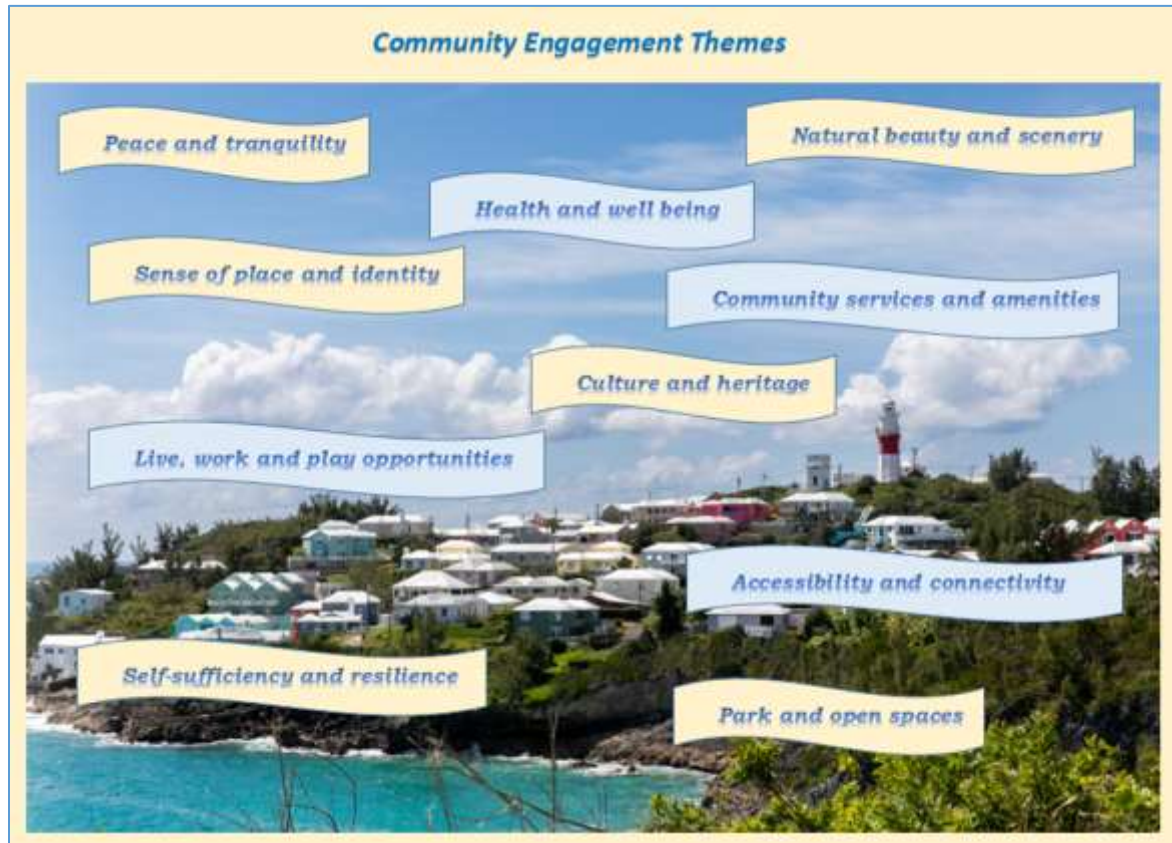 Community Engagement Themes
Peace and tranquility
Natural beauty and scenery
Health and well being
Sense of place and identity
Community services and amenities
Culture and heritage
Live, work and play opportunities
Accessibility and connectivity
Self-sufficiency and resilience
Park and open spaces